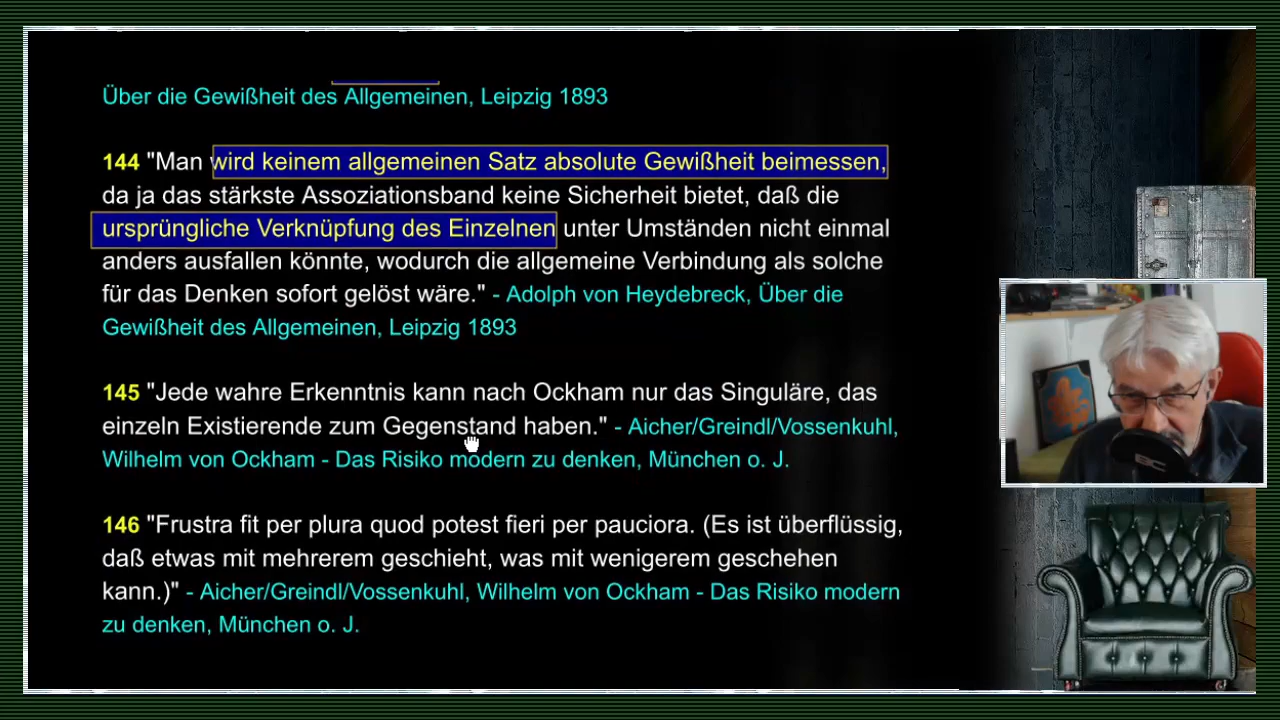 Über die Gewißheit des Allgemeinen, Leipzig 1893
144 "Man wird keinem allgemeinen Satz absolute Gewißheit beimessen,
da ja das stärkste Assoziationsband keine Sicherheit bietet, daß die
ursprüngliche Verknüpfung des Einzelnen unter Umständen nicht einmal
anders ausfallen könnte, wodurch die allgemeine Verbindung als solche
für das Denken sofort gelöst wäre." - Adolph von Heydebreck, Über die
Gewißheit des Allgemeinen, Leipzig 1893
145 "Jede wahre Erkenntnis kann nach Ockham nur das Singuläre, das
einzeln Existierende zum Gegenstand haben." - Aicher/Greindl/Vossenkuhl,
Wilhelm von Ockham - Das Risiko modern zu denken, München o. J.
146 "Frustra fit per plura quod potest fieri per pauciora. (Es ist überflüssig,
daß etwas mit mehrerem geschieht, was mit wenigerem geschehen
kann.)" - Aicher/Greindl/Vossenkuhl, Wilhelm von Ockham - Das Risiko modern
zu denken, München o. J.